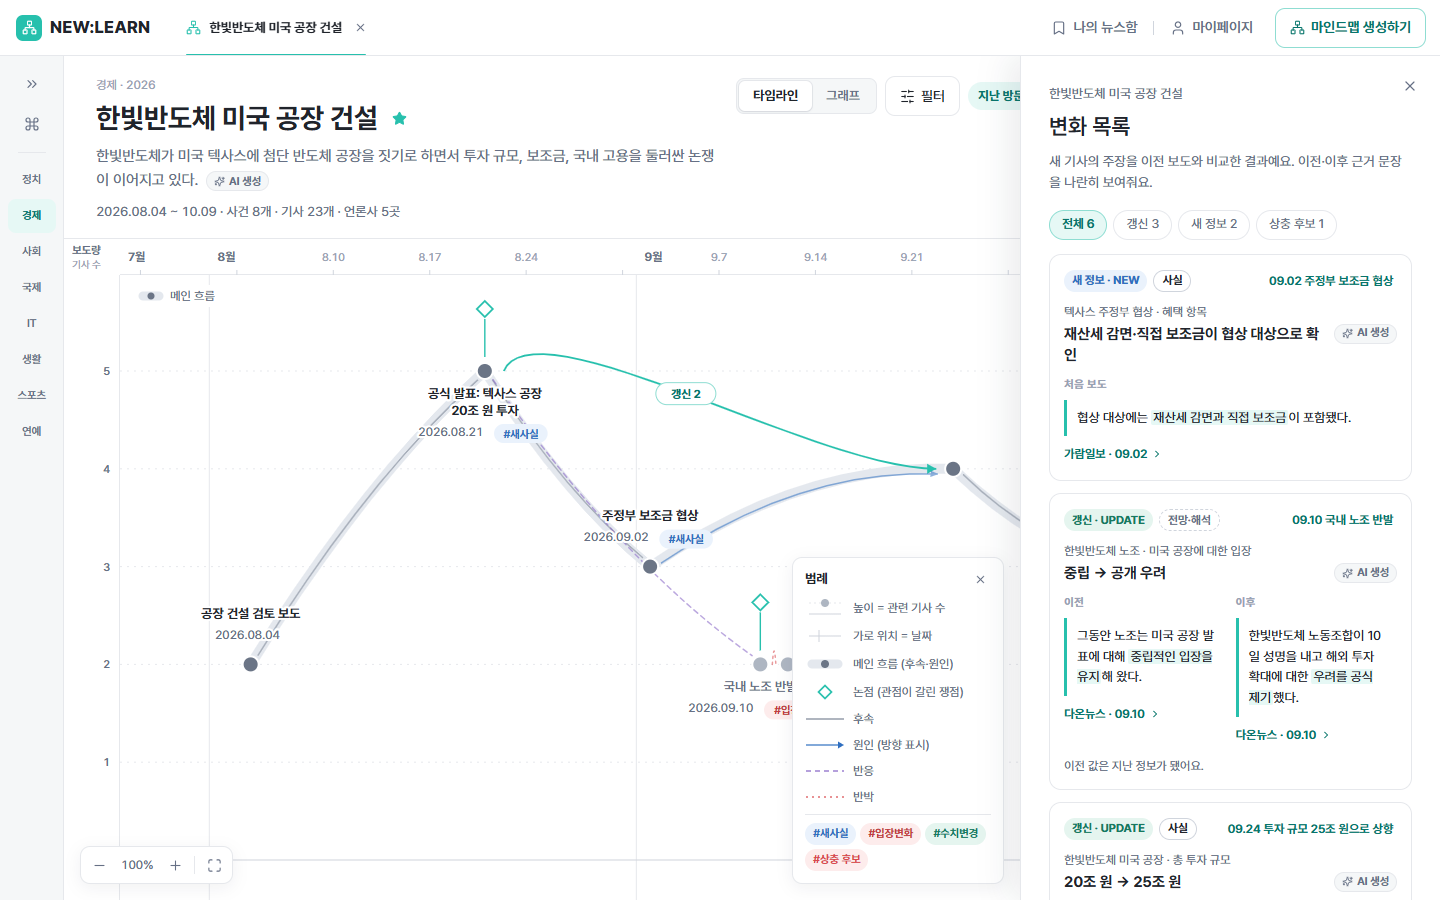 NEW:LEARN
한빛반도체 미국 공장 건설
나의 뉴스함
마이페이지
마인드맵 생성하기
정치
경제
사회
국제
IT
생활
스포츠
연예
경제 · 2026
한빛반도체 미국 공장 건설
한빛반도체가 미국 텍사스에 첨단 반도체 공장을 짓기로 하면서 투자 규모, 보조금, 국내 고용을 둘러싼 논쟁
이 이어지고 있다.
AI 생성
2026.08.04 ~ 10.09 · 사건 8개 · 기사 23개 · 언론사 5곳
타임라인
그래프
필터
지난 방문
보도량
기사 수
7월
8월
8.10
8.17
8.24
9월
9.7
9.14
9.21
메인 흐름
5
4
3
2
1
공식 발표: 텍사스 공장
20조 원 투자
2026.08.21
#새사실
갱신 2
주정부 보조금 협상
2026.09.02
#새사실
공장 건설 검토 보도
2026.08.04
국내 노조 반발
2026.09.10
#입
100%
범례
높이 = 관련 기사 수
가로 위치 = 날짜
메인 흐름 (후속·원인)
논점 (관점이 갈린 쟁점)
후속
원인 (방향 표시)
반응
반박
#새사실
#입장변화
#수치변경
#상충 후보
한빛반도체 미국 공장 건설
변화 목록
새 기사의 주장을 이전 보도와 비교한 결과예요. 이전·이후 근거 문장
을 나란히 보여줘요.
전체 6
갱신 3
새 정보 2
상충 후보 1
새 정보 · NEW
사실
09.02 주정부 보조금 협상
텍사스 주정부 협상 · 혜택 항목
재산세 감면·직접 보조금이 협상 대상으로 확
인
AI 생성
처음 보도
협상 대상에는 재산세 감면과 직접 보조금이 포함됐다.
가람일보 · 09.02
갱신 · UPDATE
전망·해석
09.10 국내 노조 반발
한빛반도체 노조 · 미국 공장에 대한 입장
중립 → 공개 우려
AI 생성
이전
그동안 노조는 미국 공장 발
표에 대해 중립적인 입장을
유지해 왔다.
다온뉴스 · 09.10
이후
한빛반도체 노동조합이 10
일 성명을 내고 해외 투자
확대에 대한 우려를 공식
제기했다.
다온뉴스 · 09.10
이전 값은 지난 정보가 됐어요.
갱신 · UPDATE
사실
09.24 투자 규모 25조 원으로 상향
한빛반도체 미국 공장 · 총 투자 규모
20조 원 → 25조 원
AI 생성